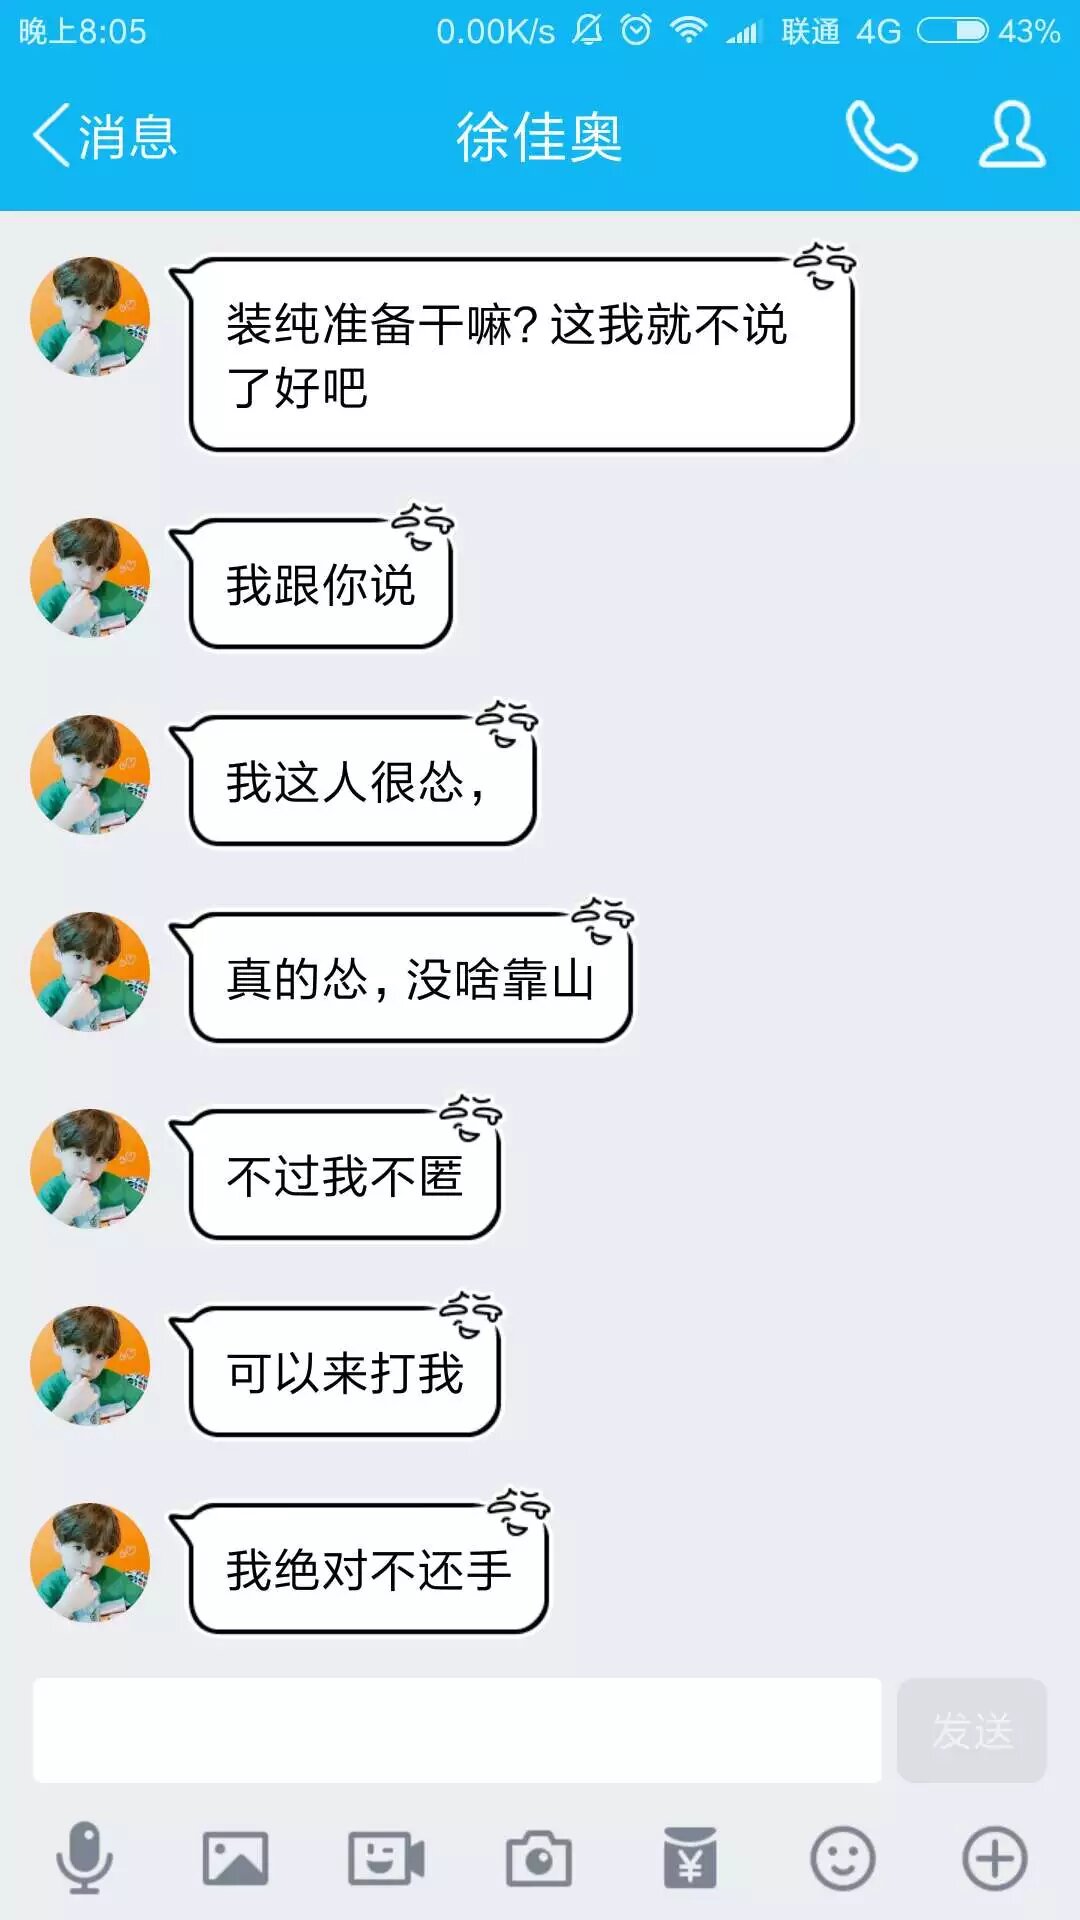 晚上8:05 0.00K/s 联通 4G 43%
消息 徐佳奥
装纯准备干嘛？这我就不说
了好吧
我跟你说
我这人很怂，
真的怂，没啥靠山
不过我不匿
可以来打我
我绝对不还手
发送